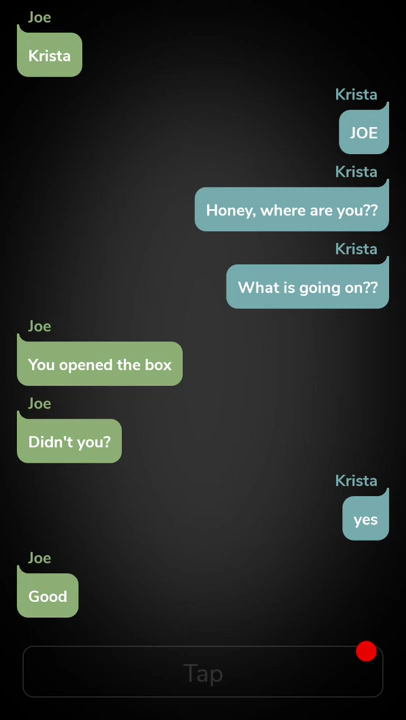 Joe
Krista
Krista
JOE
Krista
Honey, where are you??
Krista
What is going on??
Joe
You opened the box
Joe
Didn't you?
Krista
yes
Joe
Good
Tap